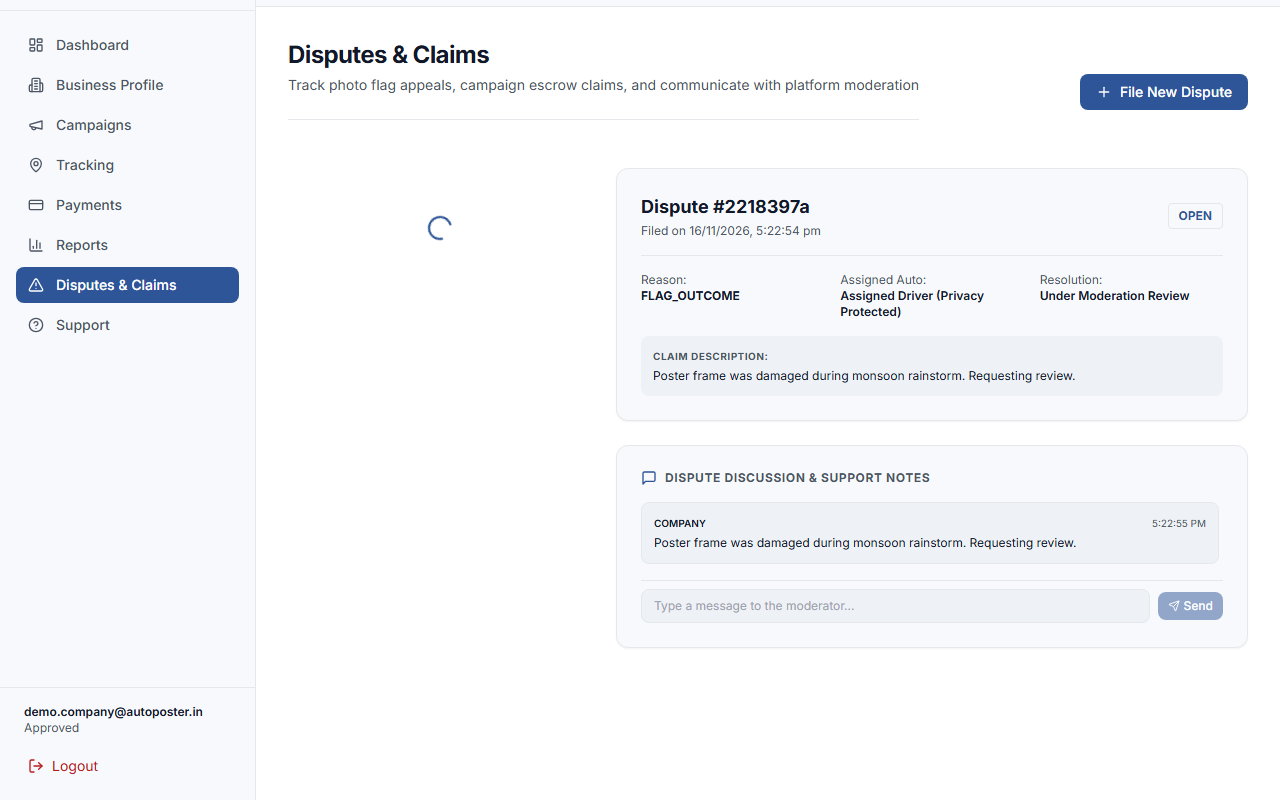 Dashboard
Business Profile
Campaigns
Tracking
Payments
Reports
Disputes & Claims
Support
demo.company@autoposter.in
Approved
Logout
Disputes & Claims
Track photo flag appeals, campaign escrow claims, and communicate with platform moderation
File New Dispute
Dispute #2218397a
Filed on 16/11/2026, 5:22:54 pm
OPEN
Reason:
FLAG_OUTCOME
Assigned Auto:
Assigned Driver (Privacy
Protected)
Resolution:
Under Moderation Review
CLAIM DESCRIPTION:
Poster frame was damaged during monsoon rainstorm. Requesting review.
DISPUTE DISCUSSION & SUPPORT NOTES
COMPANY
5:22:55 PM
Poster frame was damaged during monsoon rainstorm. Requesting review.
Type a message to the moderator...
Send